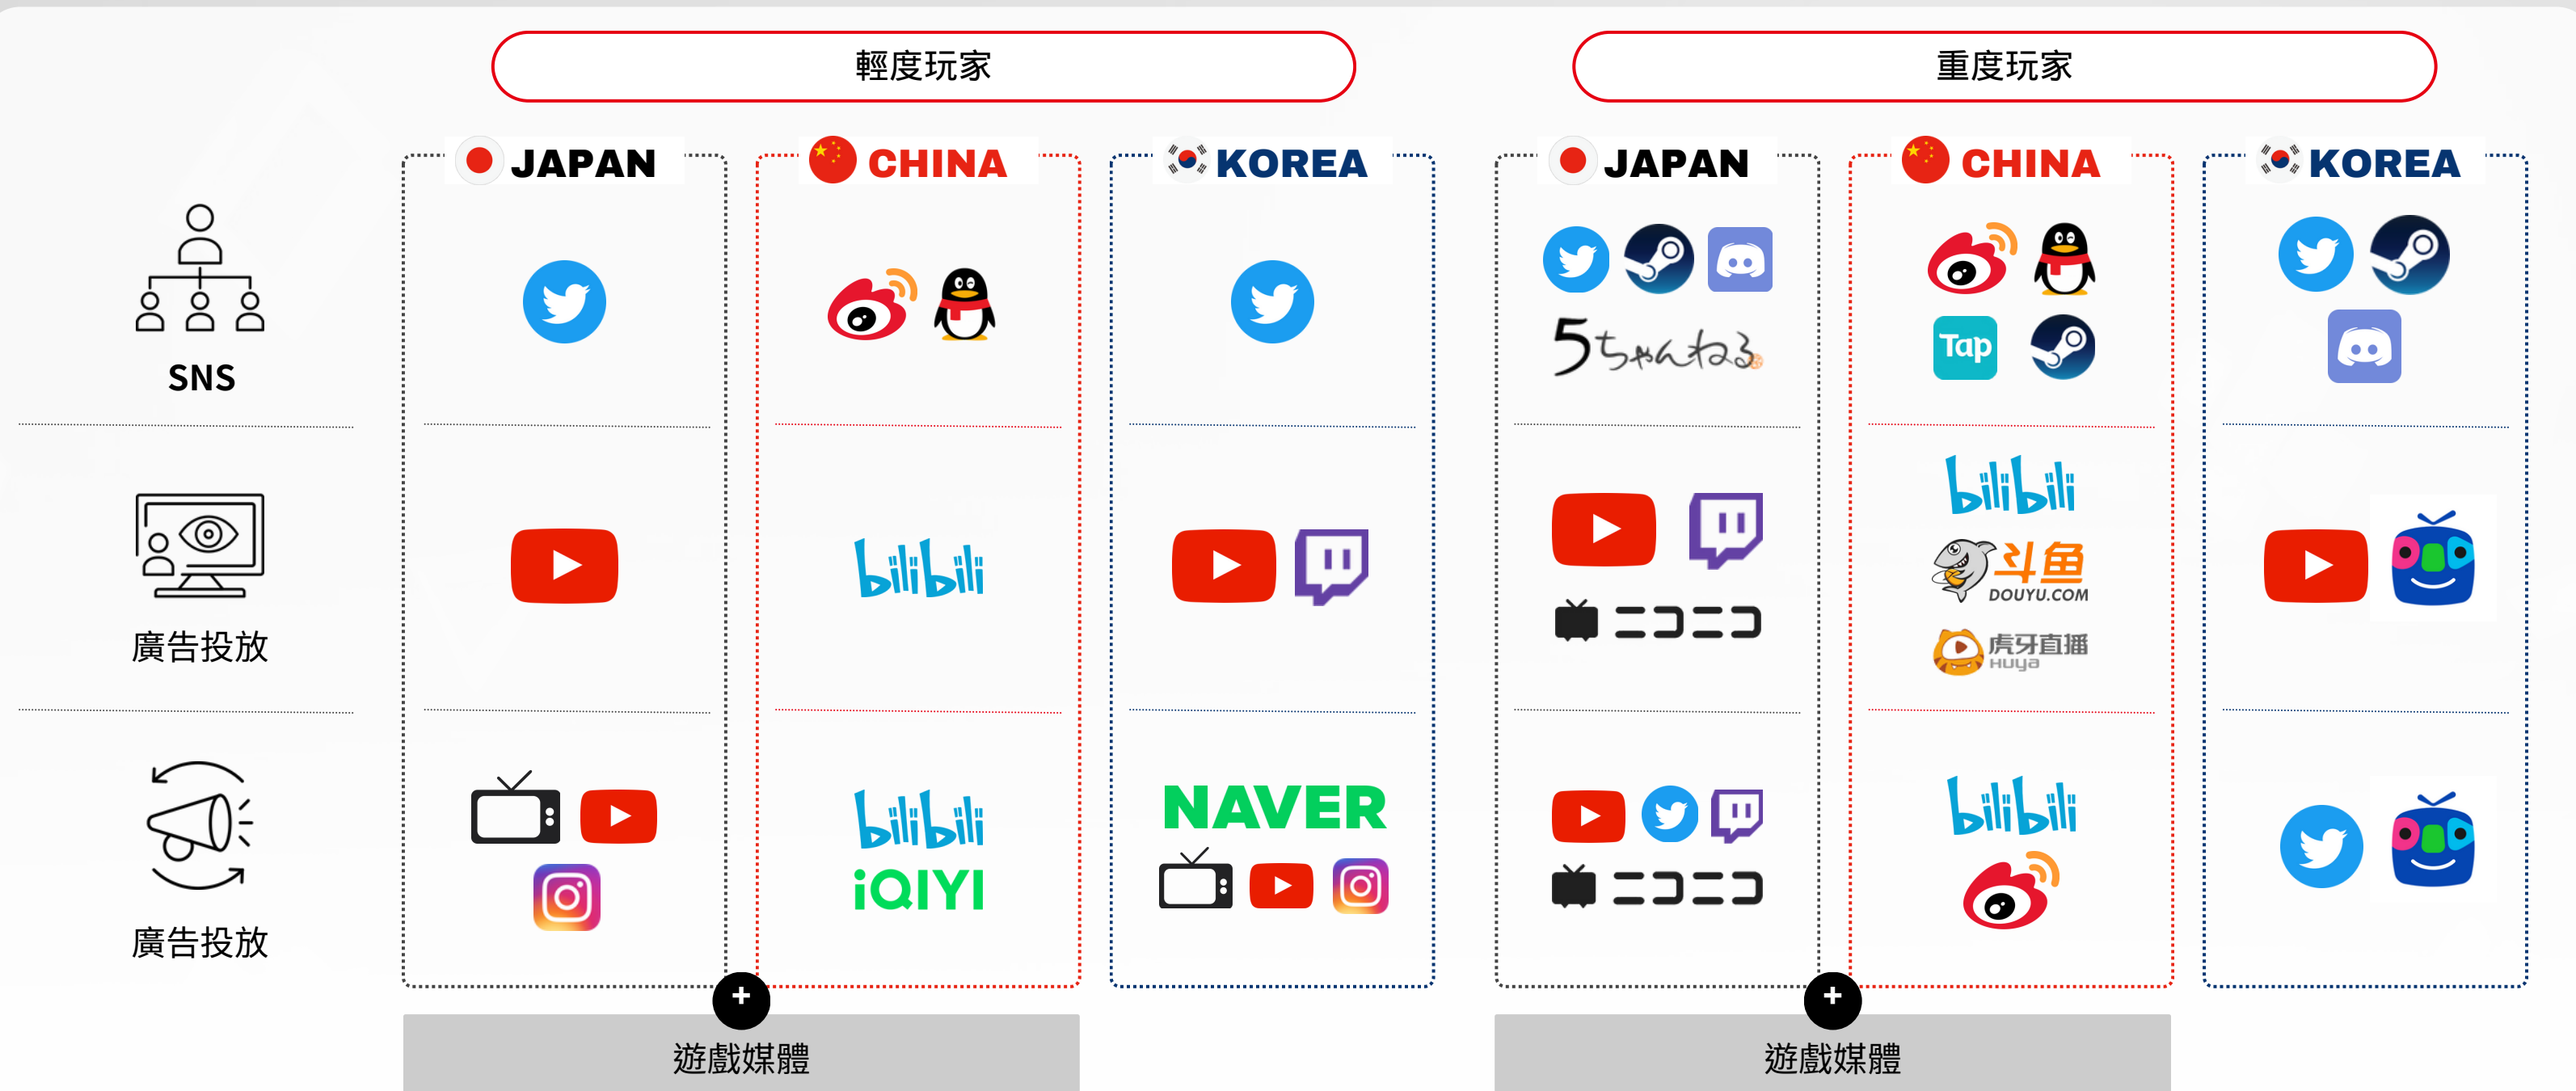 輕度玩家
重度玩家
JAPAN
CHINA
KOREA
JAPAN
CHINA
KOREA
SNS
5ちゃんねる
Tap
廣告投放
bilibili
ニコニコ
bilibili
斗鱼
DOUYU.COM
虎牙直播
HUYA
廣告投放
bilibili
iQIYI
NAVER
ニコニコ
bilibili
+
遊戲媒體
+
遊戲媒體